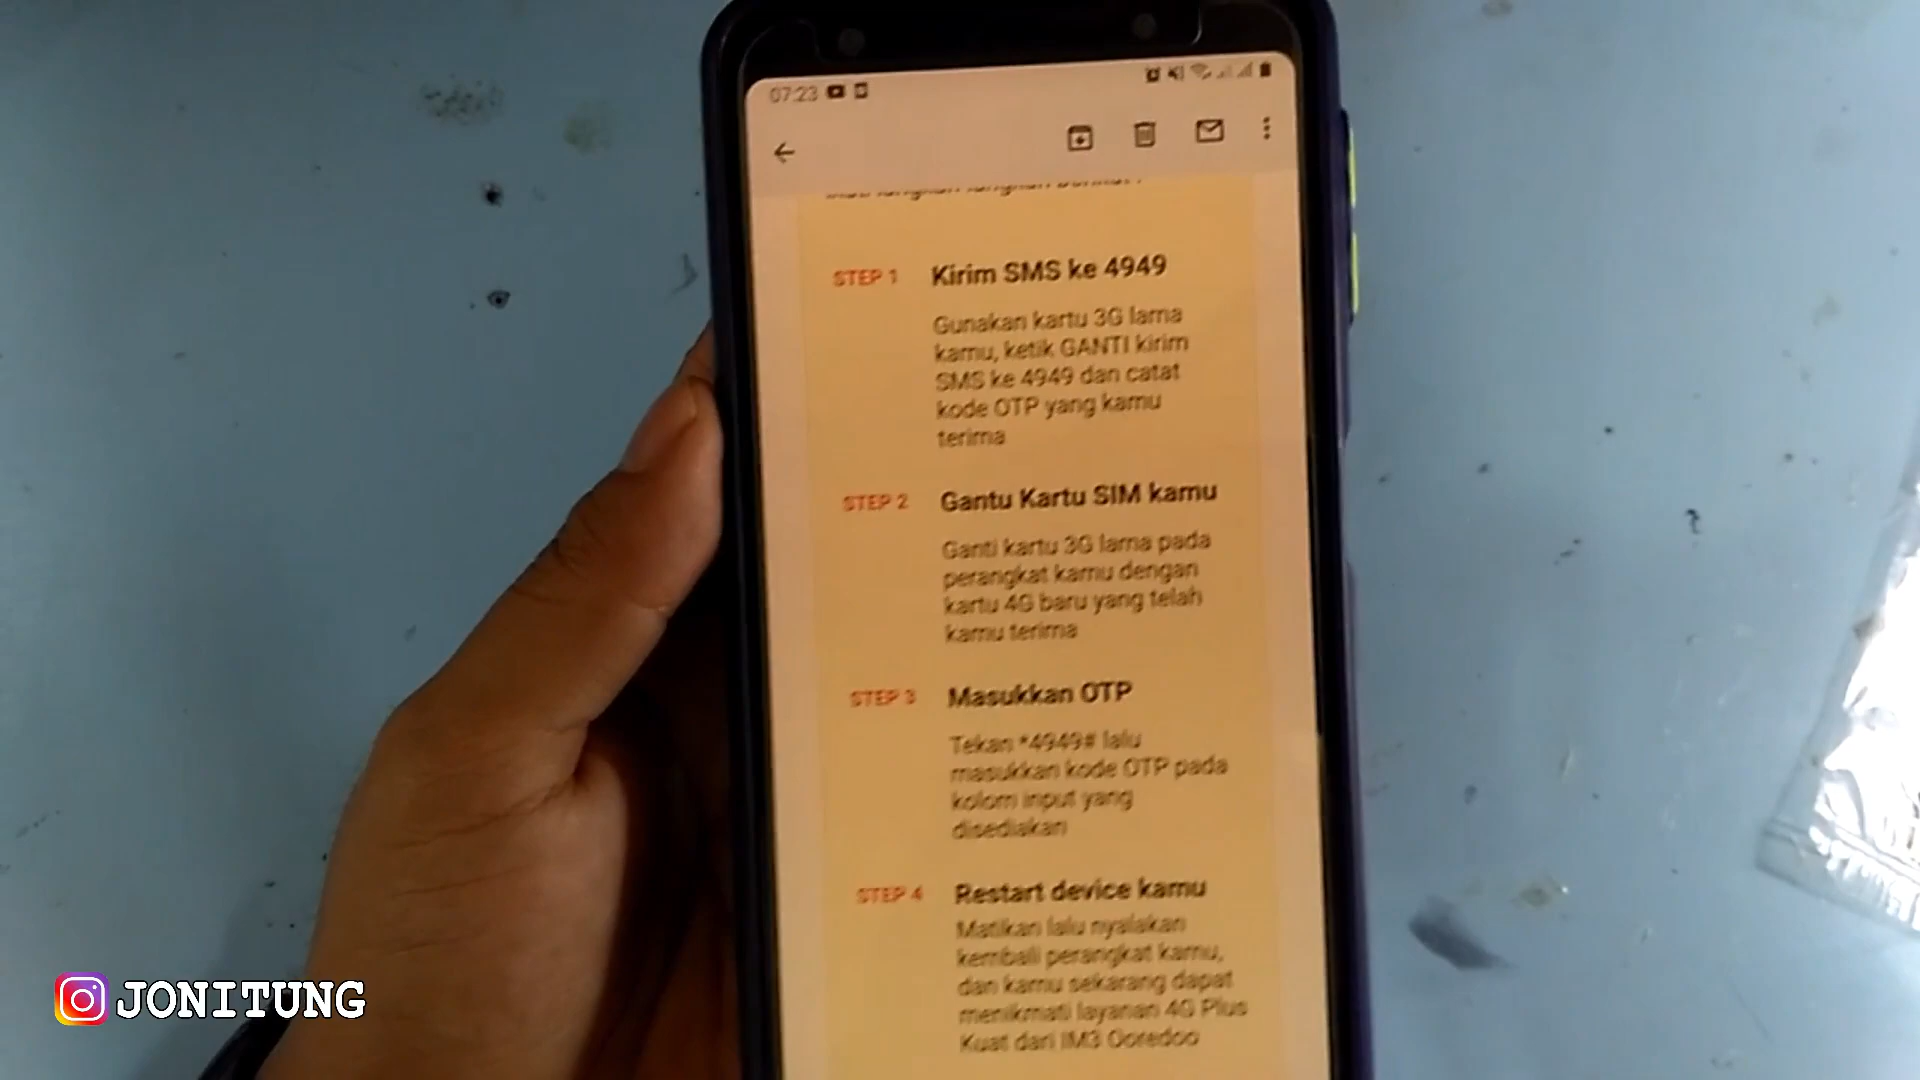 07:23
langkah langkah berikut :
STEP 1 Kirim SMS ke 4949
Gunakan kartu 3G lama
kamu, ketik GANTI kirim
SMS ke 4949 dan catat
kode OTP yang kamu
terima
STEP 2 Gantu Kartu SIM kamu
Ganti kartu 3G lama pada
perangkat kamu dengan
kartu 4G baru yang telah
kamu terima
STEP 3 Masukkan OTP
Tekan *4949# lalu
masukkan kode OTP pada
kolom input yang
disediakan
STEP 4 Restart device kamu
Matikan lalu nyalakan
kembali perangkat kamu,
dan kamu sekarang dapat
menikmati layanan 4G Plus
Kuat dari IM3 Ooredoo
JONITUNG